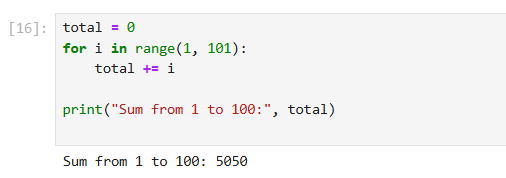 [16]: total = 0
for i in range(1, 101):
    total += i
print("Sum from 1 to 100:", total)
Sum from 1 to 100: 5050